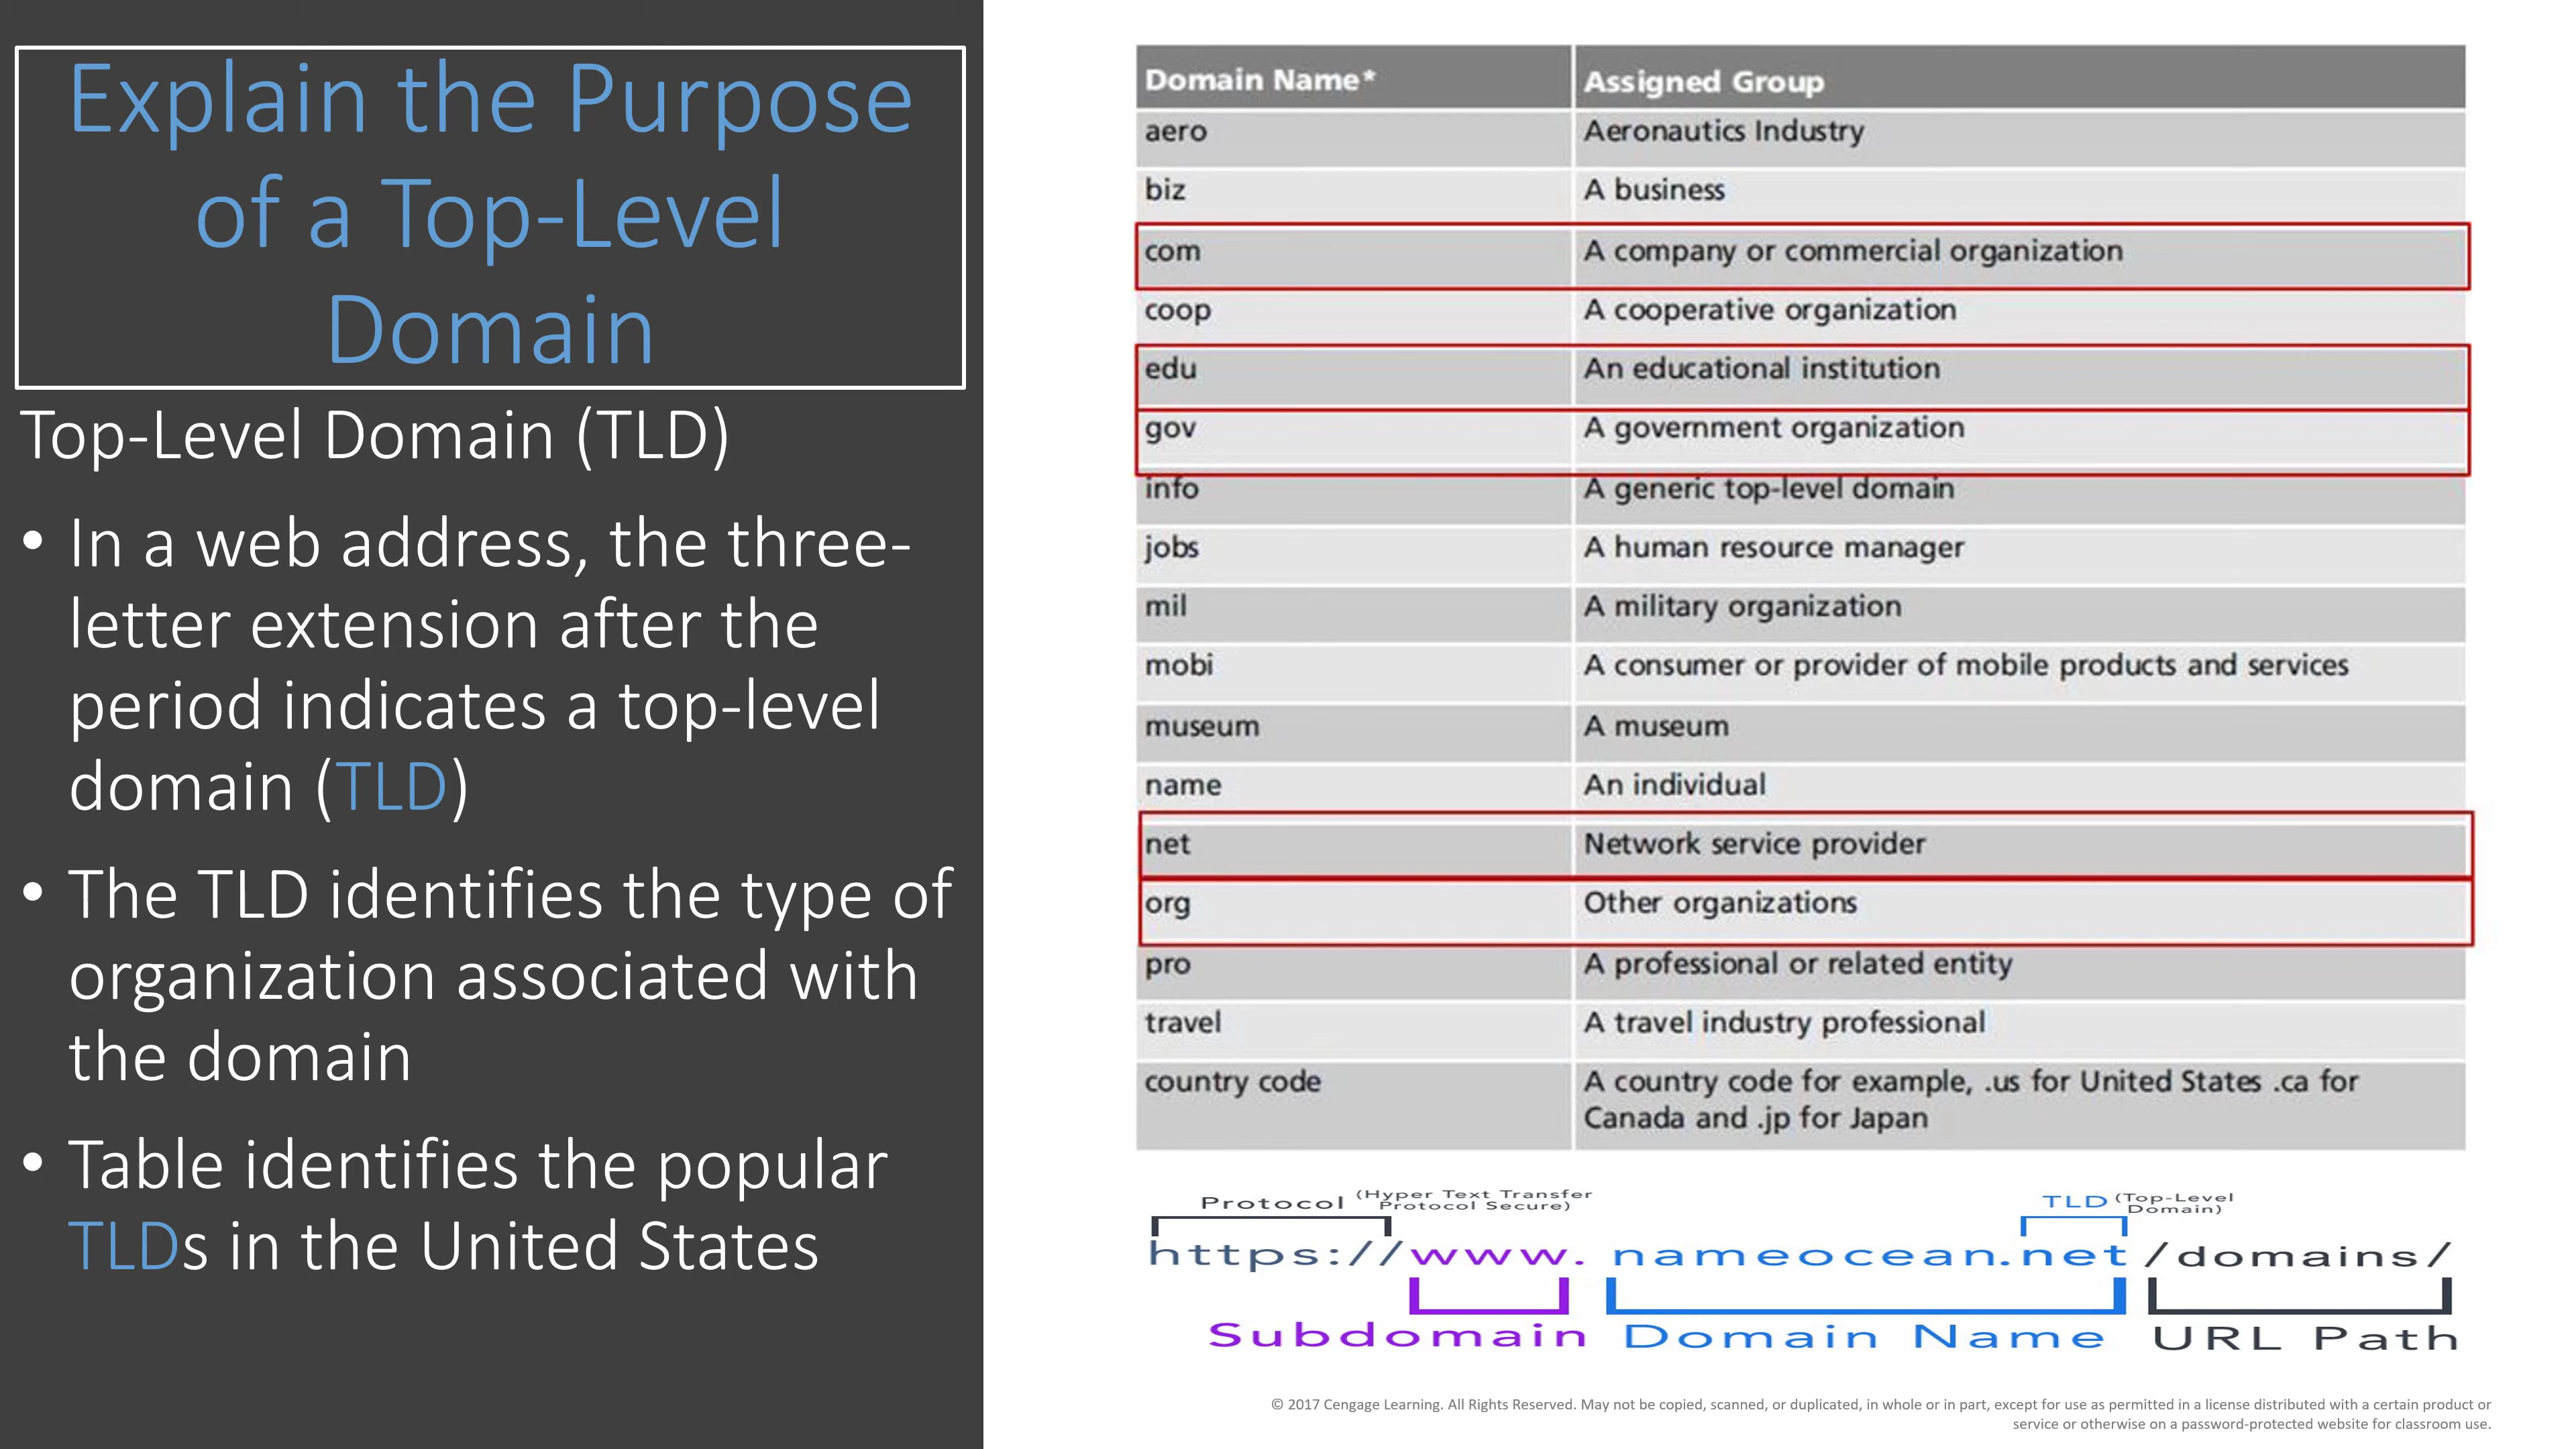 Explain the Purpose
of a Top-Level
Domain
Top-Level Domain (TLD)
• In a web address, the three-
letter extension after the
period indicates a top-level
domain (TLD)
• The TLD identifies the type of
organization associated with
the domain
• Table identifies the popular
TLDs in the United States
Domain Name* Assigned Group
aero Aeronautics Industry
biz A business
com A company or commercial organization
coop A cooperative organization
edu An educational institution
gov A government organization
info A generic top-level domain
jobs A human resource manager
mil A military organization
mobi A consumer or provider of mobile products and services
museum A museum
name An individual
net Network service provider
org Other organizations
pro A professional or related entity
travel A travel industry professional
country code A country code for example, .us for United States .ca for
Canada and .jp for Japan
Protocol (Hyper Text Transfer
Protocol Secure)
TLD (Top-Level
Domain)
https://www. nameocean.net/domains/
Subdomain Domain Name URL Path
© 2017 Cengage Learning. All Rights Reserved. May not be copied, scanned, or duplicated, in whole or in part, except for use as permitted in a license distributed with a certain product or
service or otherwise on a password-protected website for classroom use.